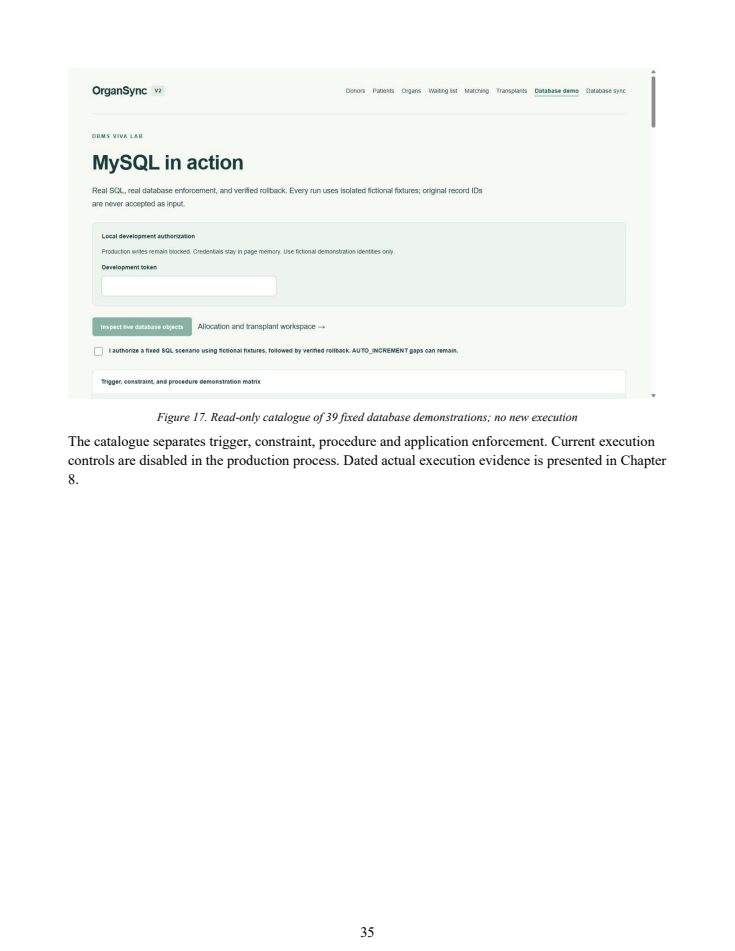 OrganSync V2
Donors Patients Organs Waiting list Matching Transplants Database demo Database sync
DBMS VIVA LAB
MySQL in action
Real SQL, real database enforcement, and verified rollback. Every run uses isolated fictional fixtures; original record IDs
are never accepted as input.
Local development authorization
Production writes remain blocked. Credentials stay in page memory. Use fictional demonstration identities only.
Development token
Inspect live database objects Allocation and transplant workspace →
I authorize a fixed SQL scenario using fictional fixtures, followed by verified rollback. AUTO_INCREMENT gaps can remain.
Trigger, constraint, and procedure demonstration matrix
Figure 17. Read-only catalogue of 39 fixed database demonstrations; no new execution
The catalogue separates trigger, constraint, procedure and application enforcement. Current execution
controls are disabled in the production process. Dated actual execution evidence is presented in Chapter
8.
35